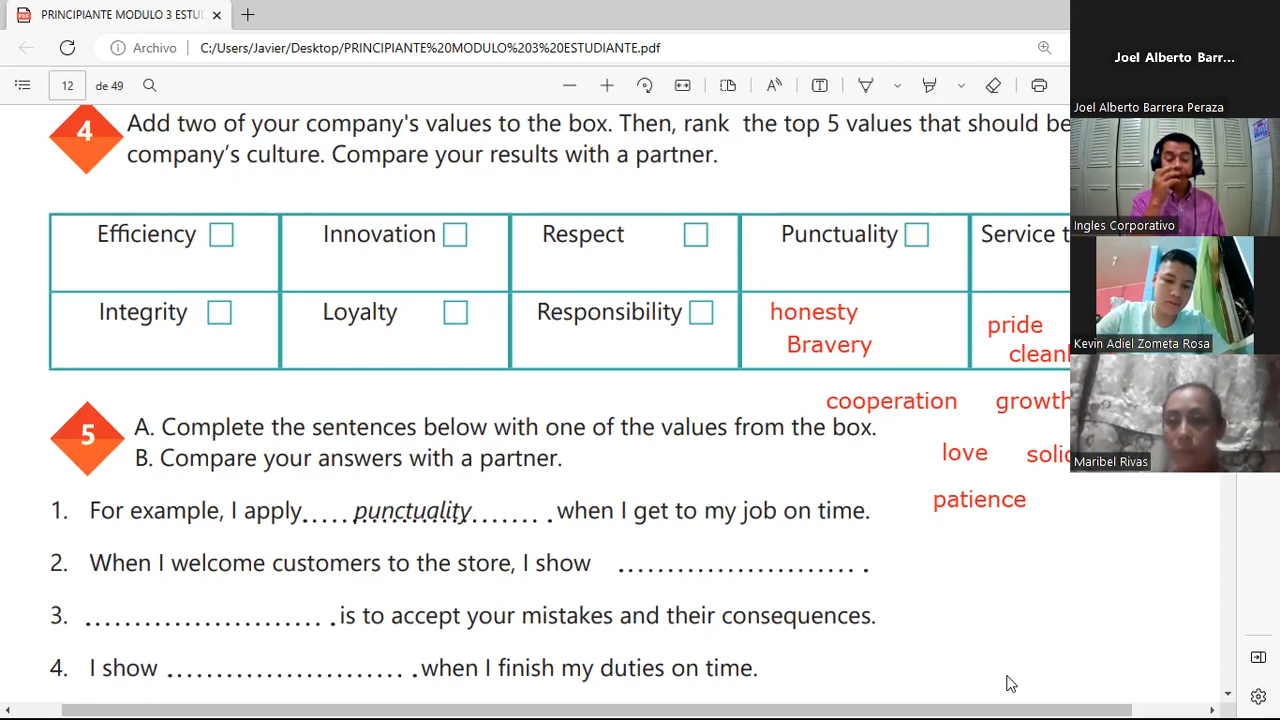 PRINCIPIANTE MODULO 3 ESTU
Archivo C:/Users/Javier/Desktop/PRINCIPIANTE%20MODULO%203%20ESTUDIANTE.pdf
12 de 49
Joel Alberto Barr...
Joel Alberto Barrera Peraza
Ingles Corporativo
Kevin Adiel Zometa Rosa
Maribel Rivas
4 Add two of your company's values to the box. Then, rank the top 5 values that should be
company's culture. Compare your results with a partner.
Efficiency Innovation Respect Punctuality Service t
Integrity Loyalty Responsibility honesty pride
Bravery clean
cooperation growth
5 A. Complete the sentences below with one of the values from the box.
B. Compare your answers with a partner.
love solid
patience
1. For example, I apply.....punctuality........when I get to my job on time.
2. When I welcome customers to the store, I show ........................
3. ........................is to accept your mistakes and their consequences.
4. I show ........................when I finish my duties on time.